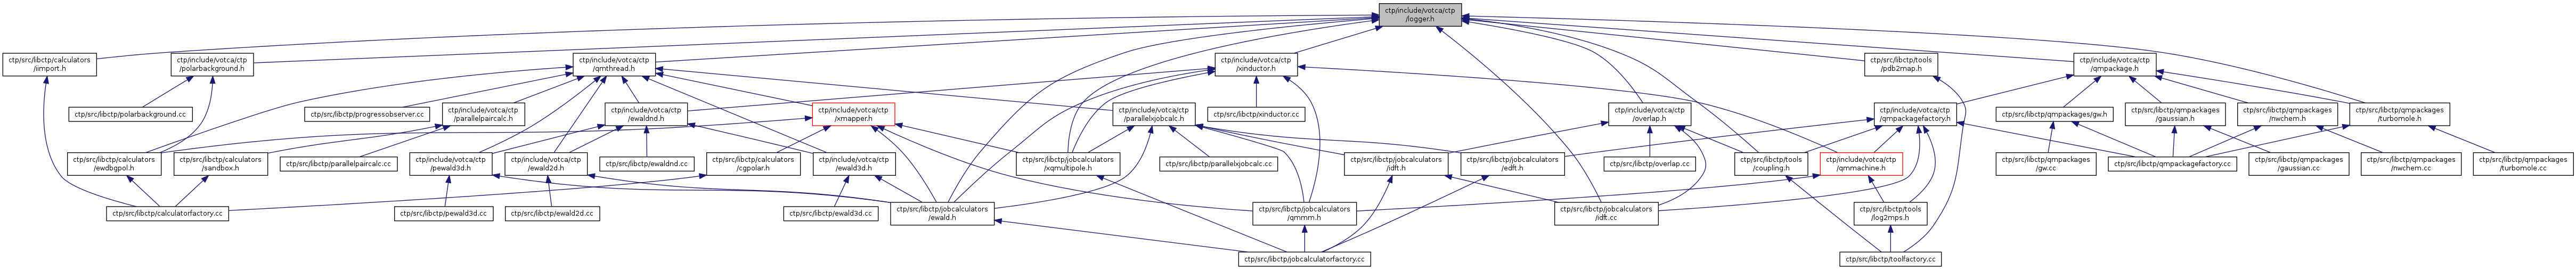 ctp/include/votca/ctp
/logger.h
ctp/src/libctp/calculators
/iimport.h
ctp/include/votca/ctp
/polarbackground.h
ctp/include/votca/ctp
/qmthread.h
ctp/include/votca/ctp
/xinductor.h
ctp/src/libctp/tools
/pdb2map.h
ctp/include/votca/ctp
/qmpackage.h
ctp/src/libctp/polarbackground.cc
ctp/src/libctp/progressobserver.cc
ctp/include/votca/ctp
/parallelpaircalc.h
ctp/include/votca/ctp
/ewaldnd.h
ctp/include/votca/ctp
/xmapper.h
ctp/include/votca/ctp
/parallelxjobcalc.h
ctp/src/libctp/xinductor.cc
ctp/include/votca/ctp
/overlap.h
ctp/include/votca/ctp
/qmpackagefactory.h
ctp/src/libctp/qmpackages/gw.h
ctp/src/libctp/qmpackages
/gaussian.h
ctp/src/libctp/qmpackages
/nwchem.h
ctp/src/libctp/qmpackages
/turbomole.h
ctp/src/libctp/calculators
/ewdbgpol.h
ctp/src/libctp/calculators
/sandbox.h
ctp/src/libctp/parallelpaircalc.cc
ctp/include/votca/ctp
/pewald3d.h
ctp/include/votca/ctp
/ewald2d.h
ctp/src/libctp/ewaldnd.cc
ctp/src/libctp/calculators
/cgpolar.h
ctp/include/votca/ctp
/ewald3d.h
ctp/src/libctp/jobcalculators
/xqmultipole.h
ctp/src/libctp/parallelxjobcalc.cc
ctp/src/libctp/jobcalculators
/idft.h
ctp/src/libctp/jobcalculators
/edft.h
ctp/src/libctp/overlap.cc
ctp/src/libctp/tools
/coupling.h
ctp/include/votca/ctp
/qmmachine.h
ctp/src/libctp/qmpackages
/gw.cc
ctp/src/libctp/qmpackagefactory.cc
ctp/src/libctp/qmpackages
/gaussian.cc
ctp/src/libctp/qmpackages
/nwchem.cc
ctp/src/libctp/qmpackages
/turbomole.cc
ctp/src/libctp/calculatorfactory.cc
ctp/src/libctp/pewald3d.cc
ctp/src/libctp/ewald2d.cc
ctp/src/libctp/ewald3d.cc
ctp/src/libctp/jobcalculators
/ewald.h
ctp/src/libctp/jobcalculators
/qmmm.h
ctp/src/libctp/jobcalculators
/idft.cc
ctp/src/libctp/tools
/log2mps.h
ctp/src/libctp/jobcalculatorfactory.cc
ctp/src/libctp/toolfactory.cc